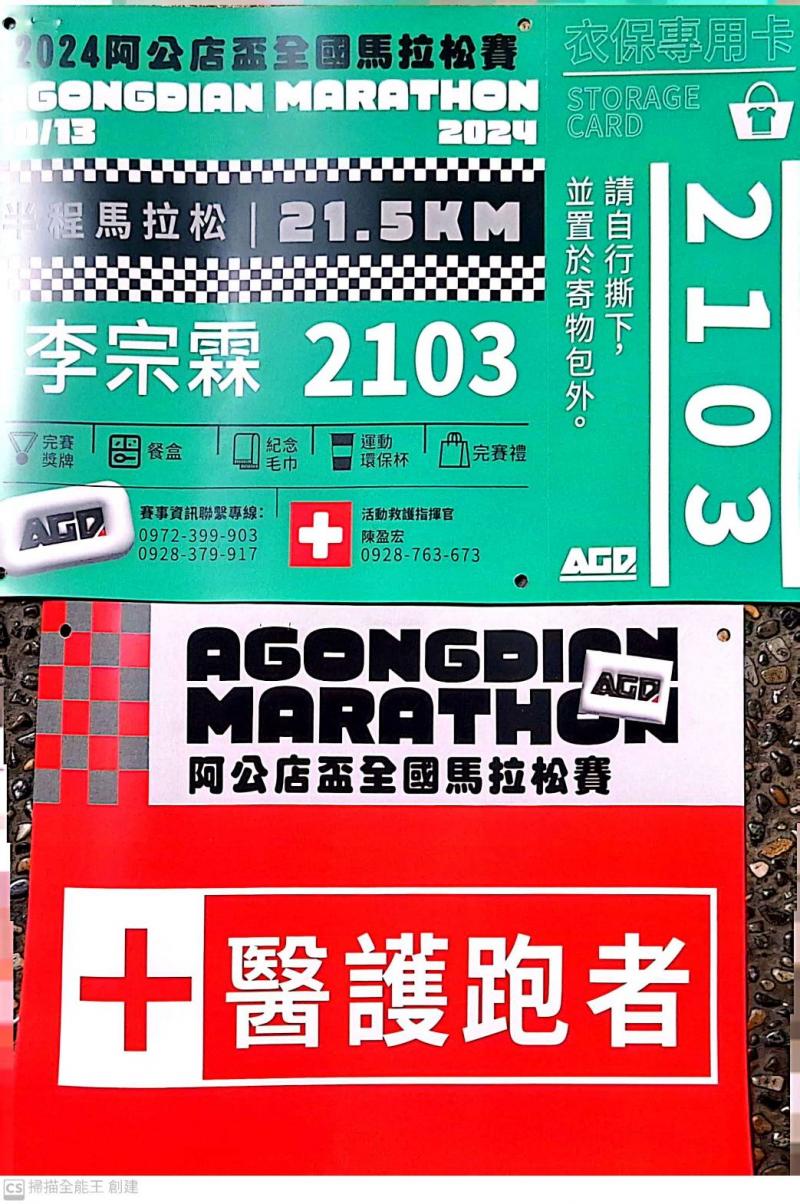 2024阿公店盃全國馬拉松賽
AGONGDIAN MARATHON
10/13 2024
半程馬拉松 | 21.5KM
李宗霖 2103
完賽
獎牌
餐盒
紀念
毛巾
運動
環保杯
完賽禮
AGD
賽事資訊聯繫專線:
0972-399-903
0928-379-917
活動救護指揮官
陳盈宏
0928-763-673
衣保專用卡
STORAGE
CARD
請自行撕下,
並置於寄物包外。
2103
AGD
AGONGDIAN
MARATHON
AGD
阿公店盃全國馬拉松賽
醫護跑者
CS 掃描全能王 創建